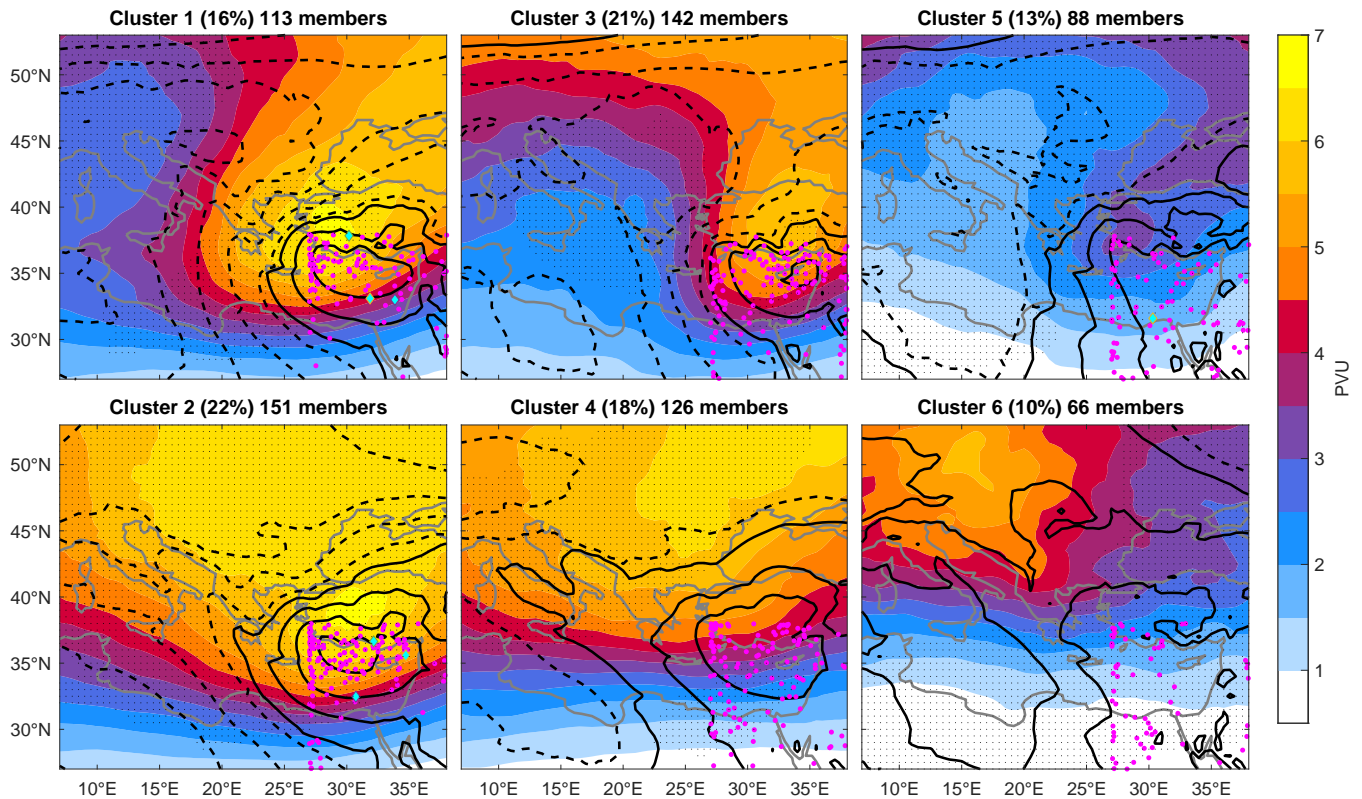 Cluster 1 (16%) 113 members
Cluster 3 (21%) 142 members
Cluster 5 (13%) 88 members
50°N
45°N
40°N
35°N
30°N
Cluster 2 (22%) 151 members
Cluster 4 (18%) 126 members
Cluster 6 (10%) 66 members
50°N
45°N
40°N
35°N
30°N
10°E 15°E 20°E 25°E 30°E 35°E
10°E 15°E 20°E 25°E 30°E 35°E
10°E 15°E 20°E 25°E 30°E 35°E
7
6
5
4
3
2
1
PVU